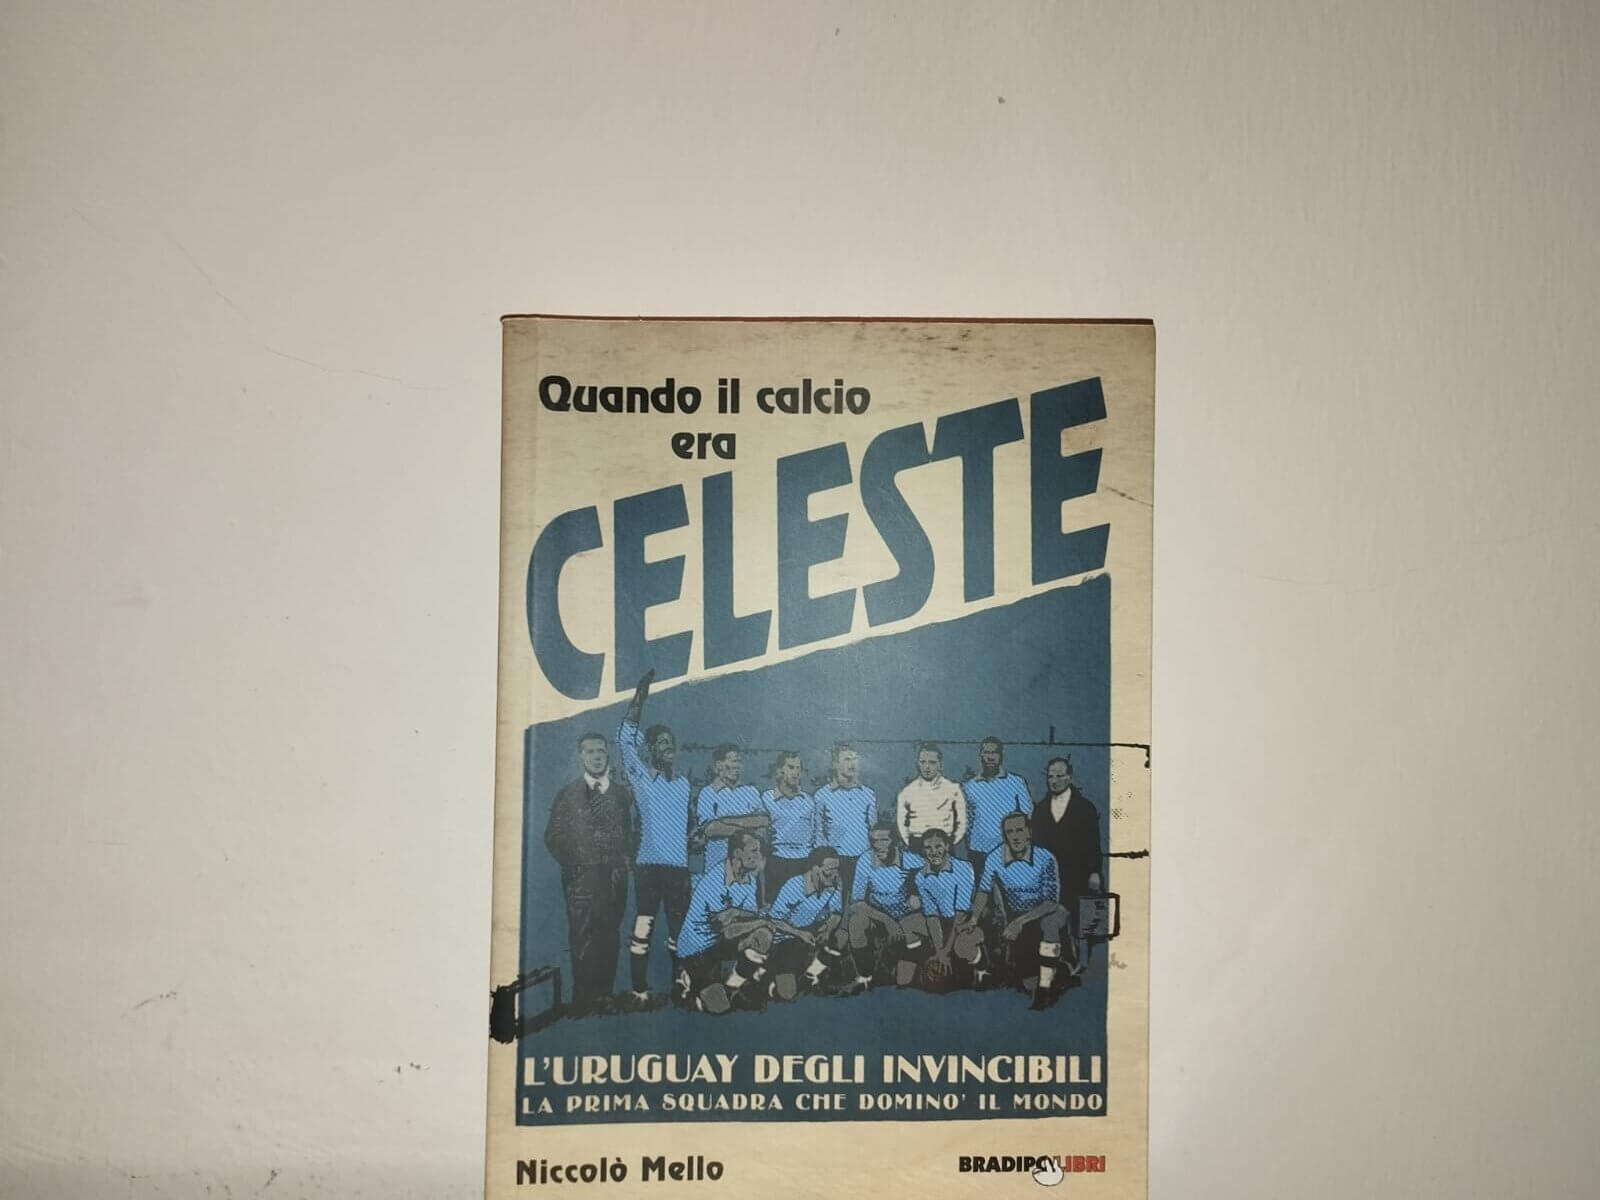 Quando il calcio
era
CELESTE
L'URUGUAY DEGLI INVINCIBILI
LA PRIMA SQUADRA CHE DOMINO' IL MONDO
Niccolò Mello
BRADIPOLIBRI